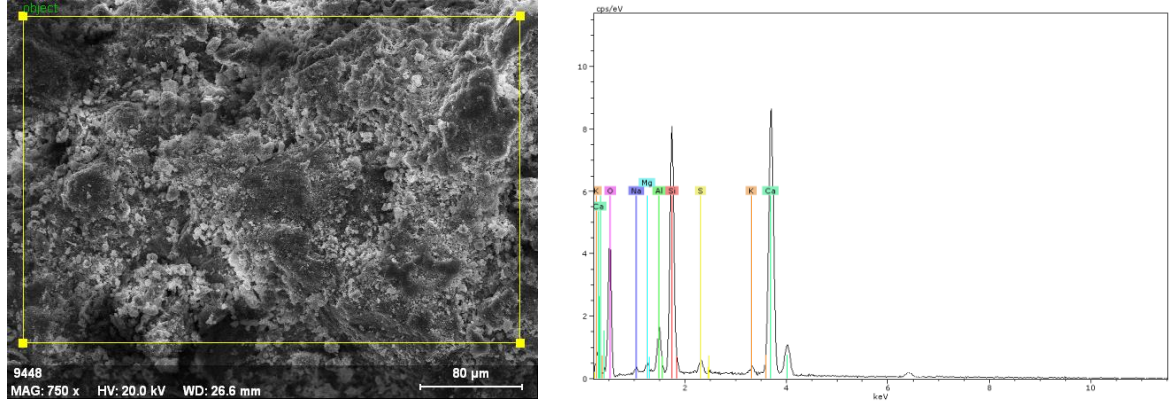 object
9448
MAG: 750 x HV: 20.0 kV WD: 26.6 mm
80 µm
cps/eV
10
8
6
4
2
0
K O Na Mg Al Si S K Ca
Ca
2 4 6 8 10
keV